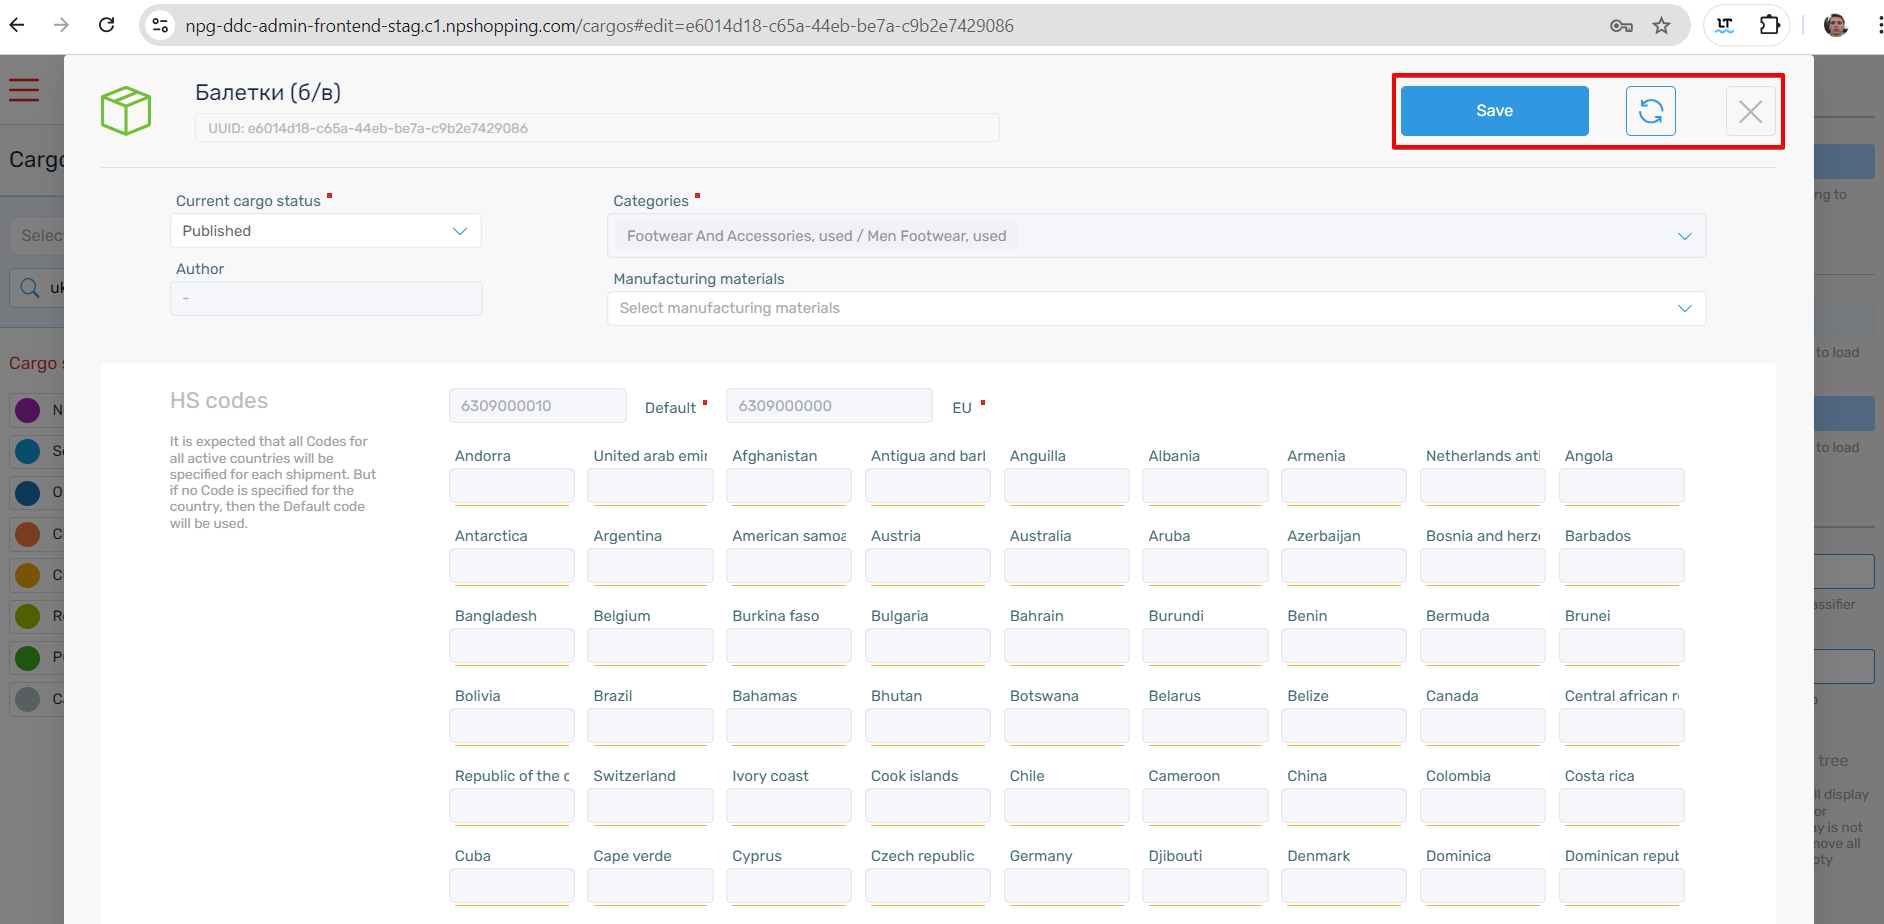 npg-ddc-admin-frontend-stag.c1.npshopping.com/cargos#edit=e6014d18-c65a-44eb-be7a-c9b2e7429086
LT
Балетки (б/в)
UUID: e6014d18-c65a-44eb-be7a-c9b2e7429086
Save
Cargo
ng to
Current cargo status
Categories
Published
Footwear And Accessories, used / Men Footwear, used
Selec
Author
Manufacturing materials
-
Select manufacturing materials
uk
to load
Cargo s
HS codes
6309000010
Default
6309000000
EU
It is expected that all Codes for
all active countries will be
specified for each shipment. But
if no Code is specified for the
country, then the Default code
will be used.
to load
Andorra
United arab emir
Afghanistan
Antigua and barl
Anguilla
Albania
Armenia
Netherlands anti
Angola
Antarctica
Argentina
American samoa
Austria
Australia
Aruba
Azerbaijan
Bosnia and herz
Barbados
assifier
Bangladesh
Belgium
Burkina faso
Bulgaria
Bahrain
Burundi
Benin
Bermuda
Brunei
Bolivia
Brazil
Bahamas
Bhutan
Botswana
Belarus
Belize
Canada
Central african r
Republic of the c
Switzerland
Ivory coast
Cook islands
Chile
Cameroon
China
Colombia
Costa rica
tree
ll display
or
ay is not
move all
pty
Cuba
Cape verde
Cyprus
Czech republic
Germany
Djibouti
Denmark
Dominica
Dominican repub